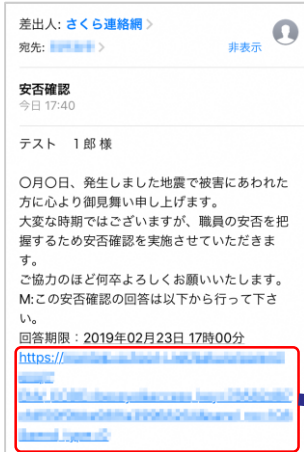 差出人: さくら連絡網
宛先:
非表示
安否確認
今日 17:40
テスト　1郎 様
〇月〇日、発生しました地震で被害にあわれた
方に心より御見舞い申し上げます。
大変な時期ではございますが、職員の安否を把
握するため安否確認を実施させていただきま
す。
ご協力のほど何卒よろしくお願いいたします。
M:この安否確認の回答は以下から行って下さ
い。
回答期限：2019年02月23日 17時00分
https://